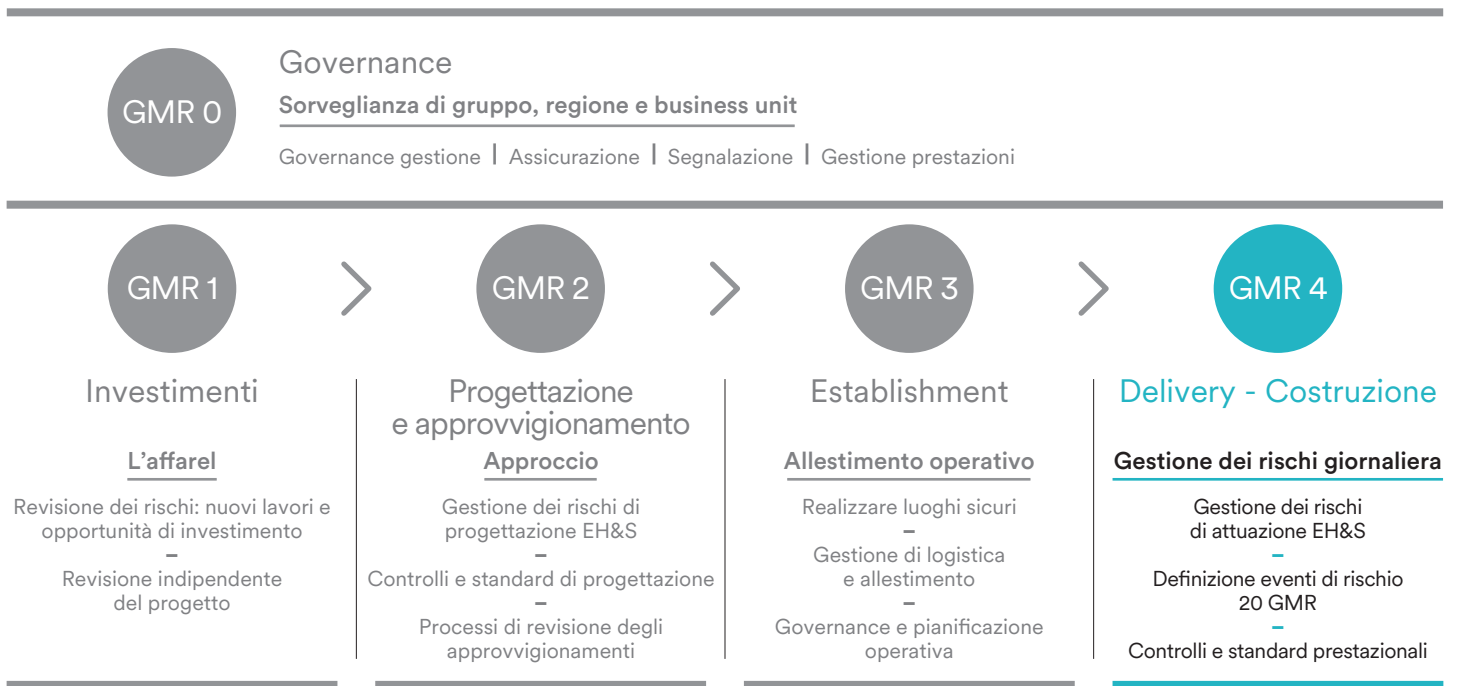 GMR 0
Governance
Sorveglianza di gruppo, regione e business unit
Governance gestione | Assicurazione | Segnalazione | Gestione prestazioni
GMR 1
Investimenti
L'affarel
Revisione dei rischi: nuovi lavori e
opportunità di investimento
–
Revisione indipendente
del progetto
GMR 2
Progettazione
e approvvigionamento
Approccio
Gestione dei rischi di
progettazione EH&S
–
Controlli e standard di progettazione
–
Processi di revisione degli
approvvigionamenti
GMR 3
Establishment
Allestimento operativo
Realizzare luoghi sicuri
–
Gestione di logistica
e allestimento
–
Governance e pianificazione
operativa
GMR 4
Delivery - Costruzione
Gestione dei rischi giornaliera
Gestione dei rischi
di attuazione EH&S
–
Definizione eventi di rischio
20 GMR
–
Controlli e standard prestazionali